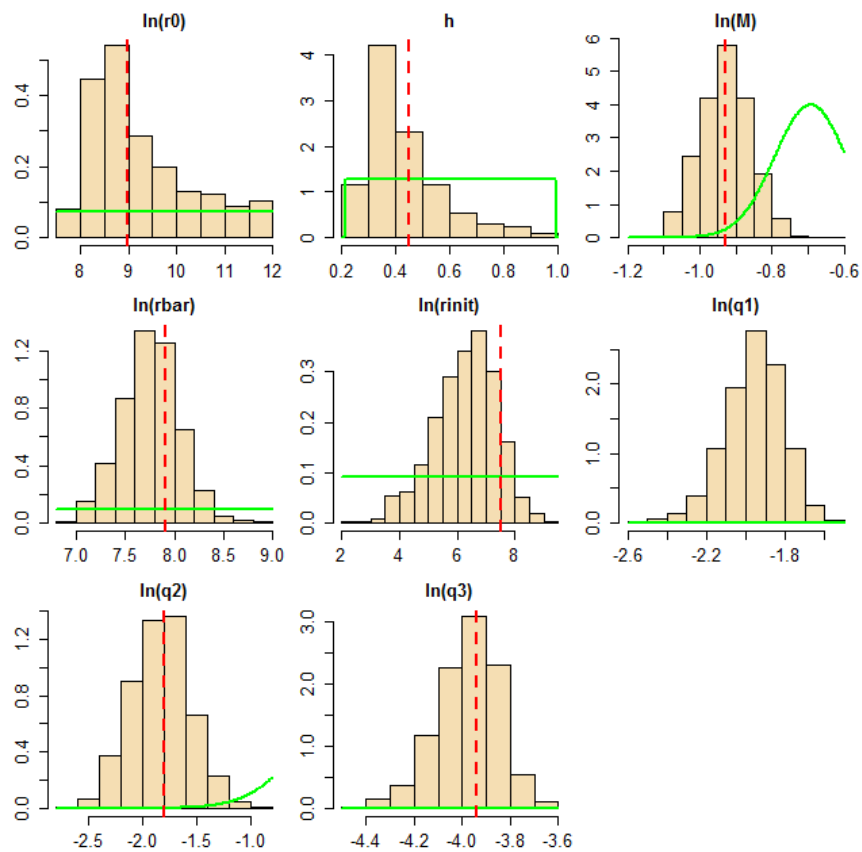 ln(r0)
0.0 0.2 0.4
8 9 10 11 12
h
0 1 2 3 4
0.2 0.4 0.6 0.8 1.0
ln(M)
0 1 2 3 4 5 6
-1.2 -1.0 -0.8 -0.6
ln(rbar)
0.0 0.4 0.8 1.2
7.0 7.5 8.0 8.5 9.0
ln(rinit)
0.0 0.1 0.2 0.3
2 4 6 8
ln(q1)
0.0 1.0 2.0
-2.6 -2.2 -1.8
ln(q2)
0.0 0.4 0.8 1.2
-2.5 -2.0 -1.5 -1.0
ln(q3)
0.0 1.0 2.0 3.0
-4.4 -4.2 -4.0 -3.8 -3.6